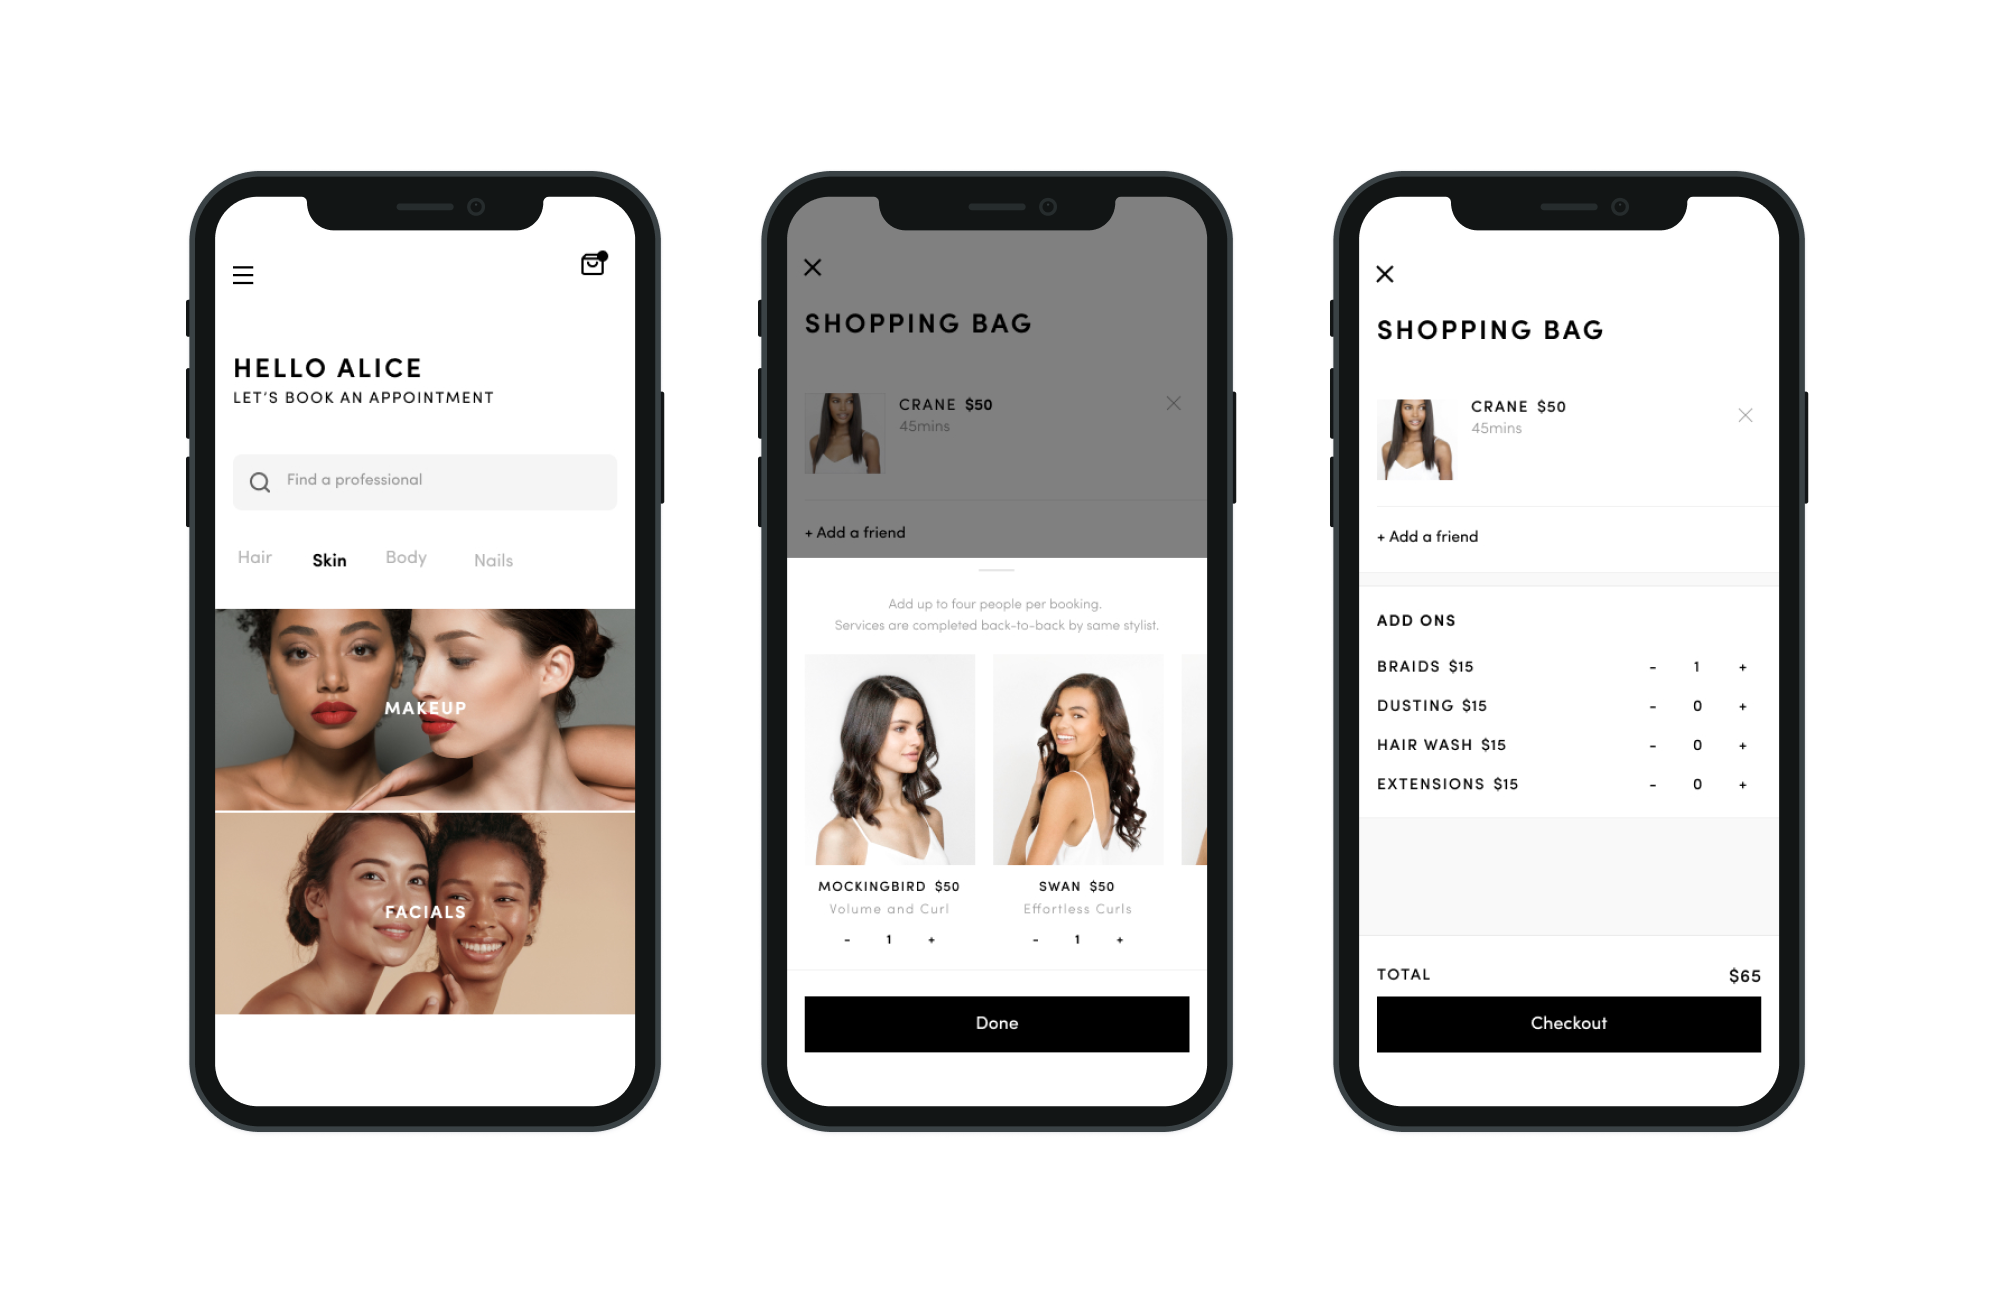 HELLO ALICE
LET'S BOOK AN APPOINTMENT
Find a professional
Hair Skin Body Nails
MAKEUP
FACIALS
SHOPPING BAG
CRANE $50
45mins
+ Add a friend
Add up to four people per booking.
Services are completed back-to-back by same stylist.
MOCKINGBIRD $50
Volume and Curl
- 1 +
SWAN $50
Effortless Curls
- 1 +
Done
SHOPPING BAG
CRANE $50
45mins
+ Add a friend
ADD ONS
BRAIDS $15 - 1 +
DUSTING $15 - 0 +
HAIR WASH $15 - 0 +
EXTENSIONS $15 - 0 +
TOTAL $65
Checkout